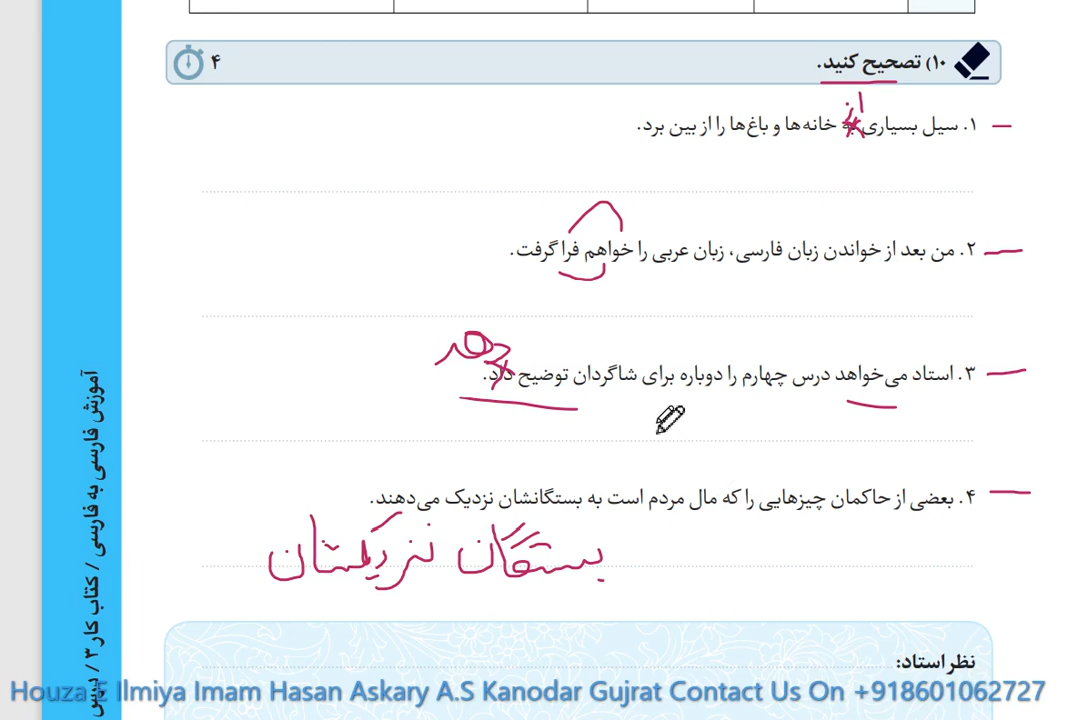 ۱۰) تصحیح کنید.
۴
۱. سیل بسیاری به خانه‌ها و باغ‌ها را از بین برد.
از
۲. من بعد از خواندن زبان فارسی، زبان عربی را خواهم فرا گرفت.
دهد
۳. استاد می‌خواهد درس چهارم را دوباره برای شاگردان توضیح داد.
۴. بعضی از حاکمان چیزهایی را که مال مردم است به بستگانشان نزدیک می‌دهند.
بستگان نزدیکشان
نظر استاد:
آموزش فارسی به فارسی / کتاب کار ۳ /
Houza E Ilmiya Imam Hasan Askary A.S Kanodar Gujrat Contact Us On +918601062727